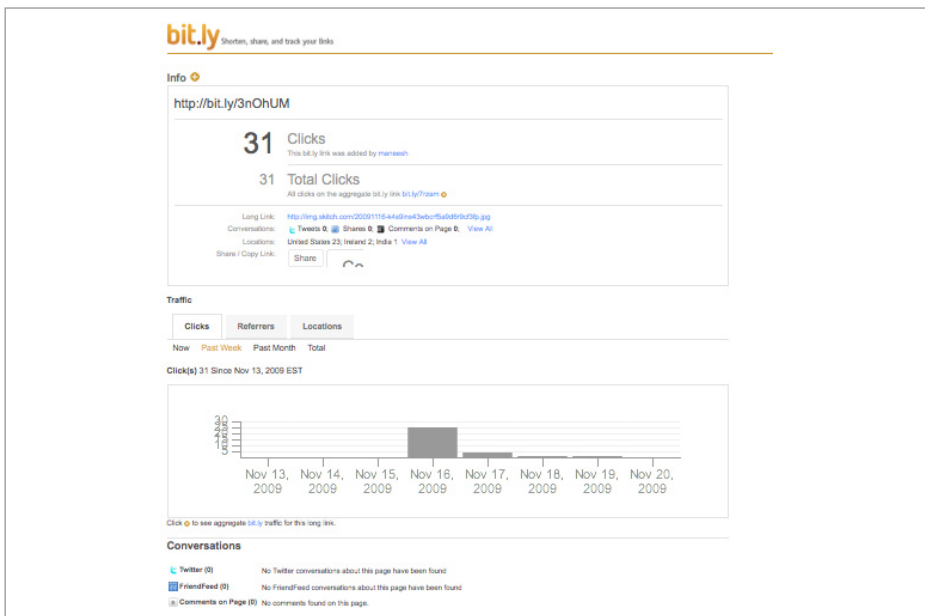 bit.ly Shorten, share, and track your links
Info
http://bit.ly/3nOhUM
31 Clicks
This bit.ly link was added by maneesh
31 Total Clicks
All clicks on the aggregate bit.ly link bit.ly/7rzam
Long Link:
Conversations: Tweets 0; Shares 0; Comments on Page 0; View All
Locations: United States 23; Ireland 2; India 1 View All
Share / Copy Link: Share
Traffic
Clicks Referrers Locations
Now Past Week Past Month Total
Click(s) 31 Since Nov 13, 2009 EST
30
5
Nov 13, Nov 14, Nov 15, Nov 16, Nov 17, Nov 18, Nov 19, Nov 20,
2009 2009 2009 2009 2009 2009 2009 2009
Click to see aggregate bit.ly traffic for this long link.
Conversations
Twitter (0) No Twitter conversations about this page have been found
FriendFeed (0) No FriendFeed conversations about this page have been found
Comments on Page (0) No comments found on this page.